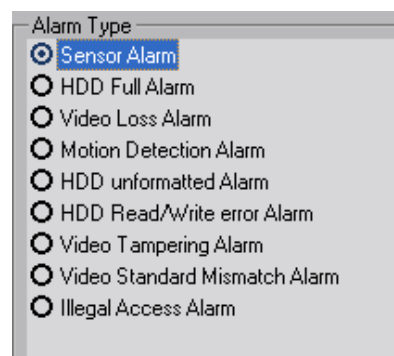 Alarm Type
Sensor Alarm
HDD Full Alarm
Video Loss Alarm
Motion Detection Alarm
HDD unformatted Alarm
HDD Read/Write error Alarm
Video Tampering Alarm
Video Standard Mismatch Alarm
Illegal Access Alarm